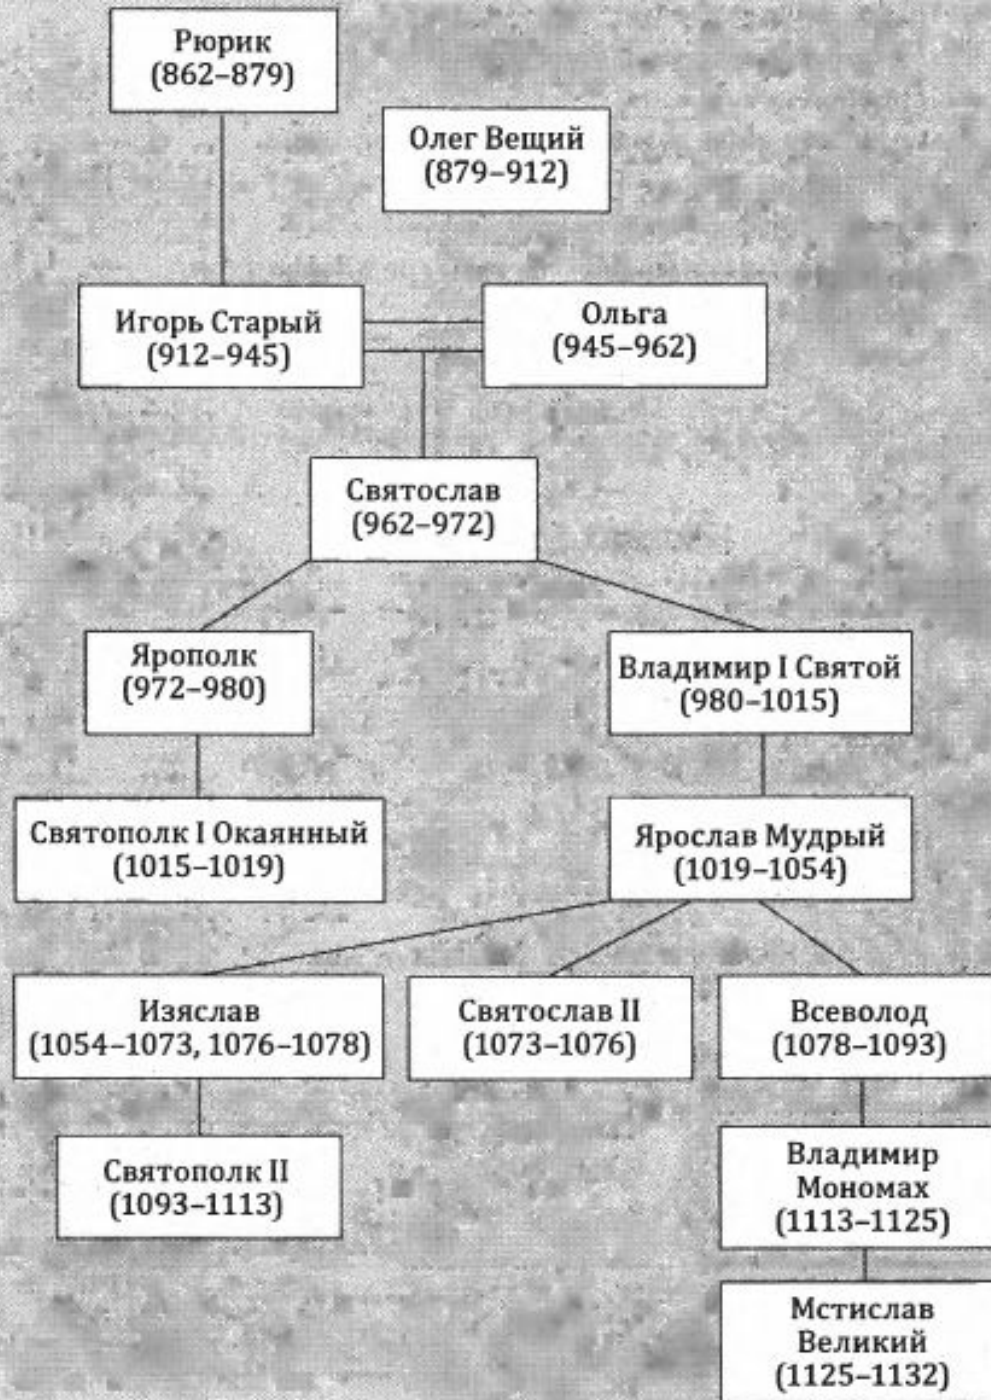 Рюрик
(862–879)
Олег Вещий
(879–912)
Игорь Старый
(912–945)
Ольга
(945–962)
Святослав
(962–972)
Ярополк
(972–980)
Владимир I Святой
(980–1015)
Святополк I Окаянный
(1015–1019)
Ярослав Мудрый
(1019–1054)
Изяслав
(1054–1073, 1076–1078)
Святослав II
(1073–1076)
Всеволод
(1078–1093)
Святополк II
(1093–1113)
Владимир
Мономах
(1113–1125)
Мстислав
Великий
(1125–1132)